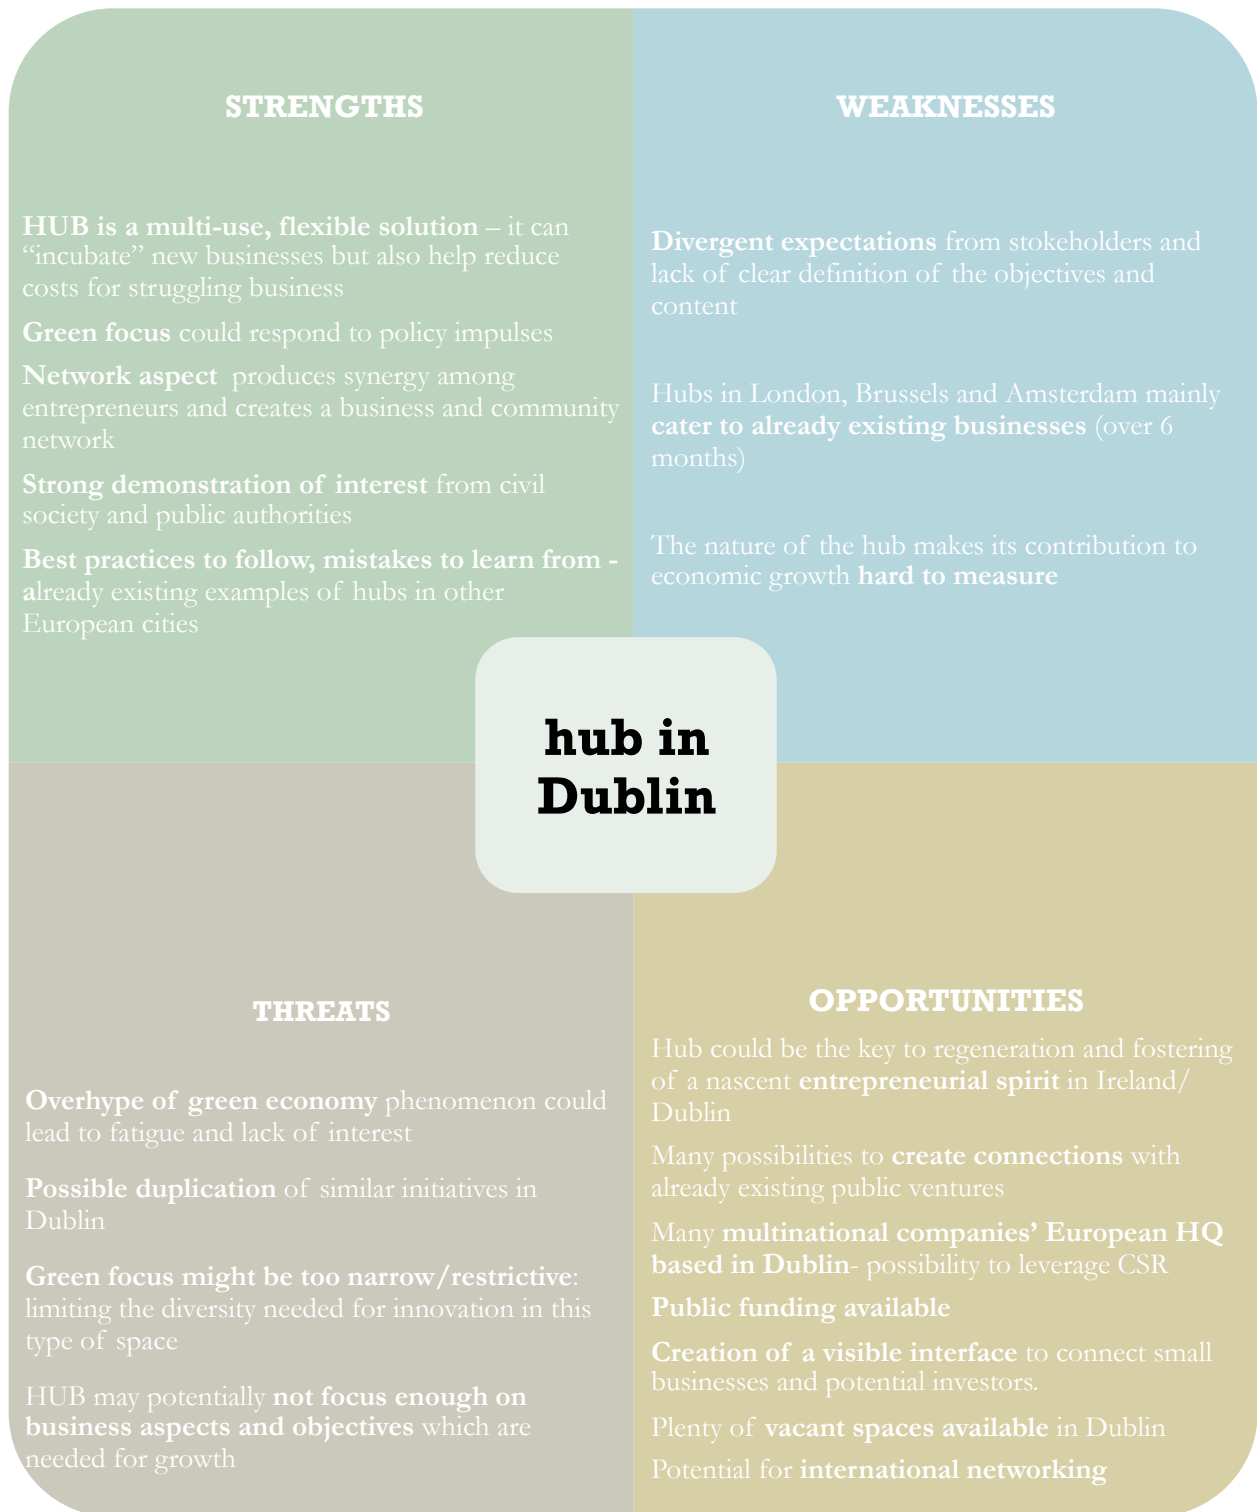 STRENGTHS
HUB is a multi-use, flexible solution – it can
“incubate” new businesses but also help reduce
costs for struggling business
Green focus could respond to policy impulses
Network aspect produces synergy among
entrepreneurs and creates a business and community
network
Strong demonstration of interest from civil
society and public authorities
Best practices to follow, mistakes to learn from -
already existing examples of hubs in other
European cities
WEAKNESSES
Divergent expectations from stokeholders and
lack of clear definition of the objectives and
content
Hubs in London, Brussels and Amsterdam mainly
cater to already existing businesses (over 6
months)
The nature of the hub makes its contribution to
economic growth hard to measure
hub in
Dublin
THREATS
Overhype of green economy phenomenon could
lead to fatigue and lack of interest
Possible duplication of similar initiatives in
Dublin
Green focus might be too narrow/restrictive:
limiting the diversity needed for innovation in this
type of space
HUB may potentially not focus enough on
business aspects and objectives which are
needed for growth
OPPORTUNITIES
Hub could be the key to regeneration and fostering
of a nascent entrepreneurial spirit in Ireland/
Dublin
Many possibilities to create connections with
already existing public ventures
Many multinational companies’ European HQ
based in Dublin- possibility to leverage CSR
Public funding available
Creation of a visible interface to connect small
businesses and potential investors.
Plenty of vacant spaces available in Dublin
Potential for international networking